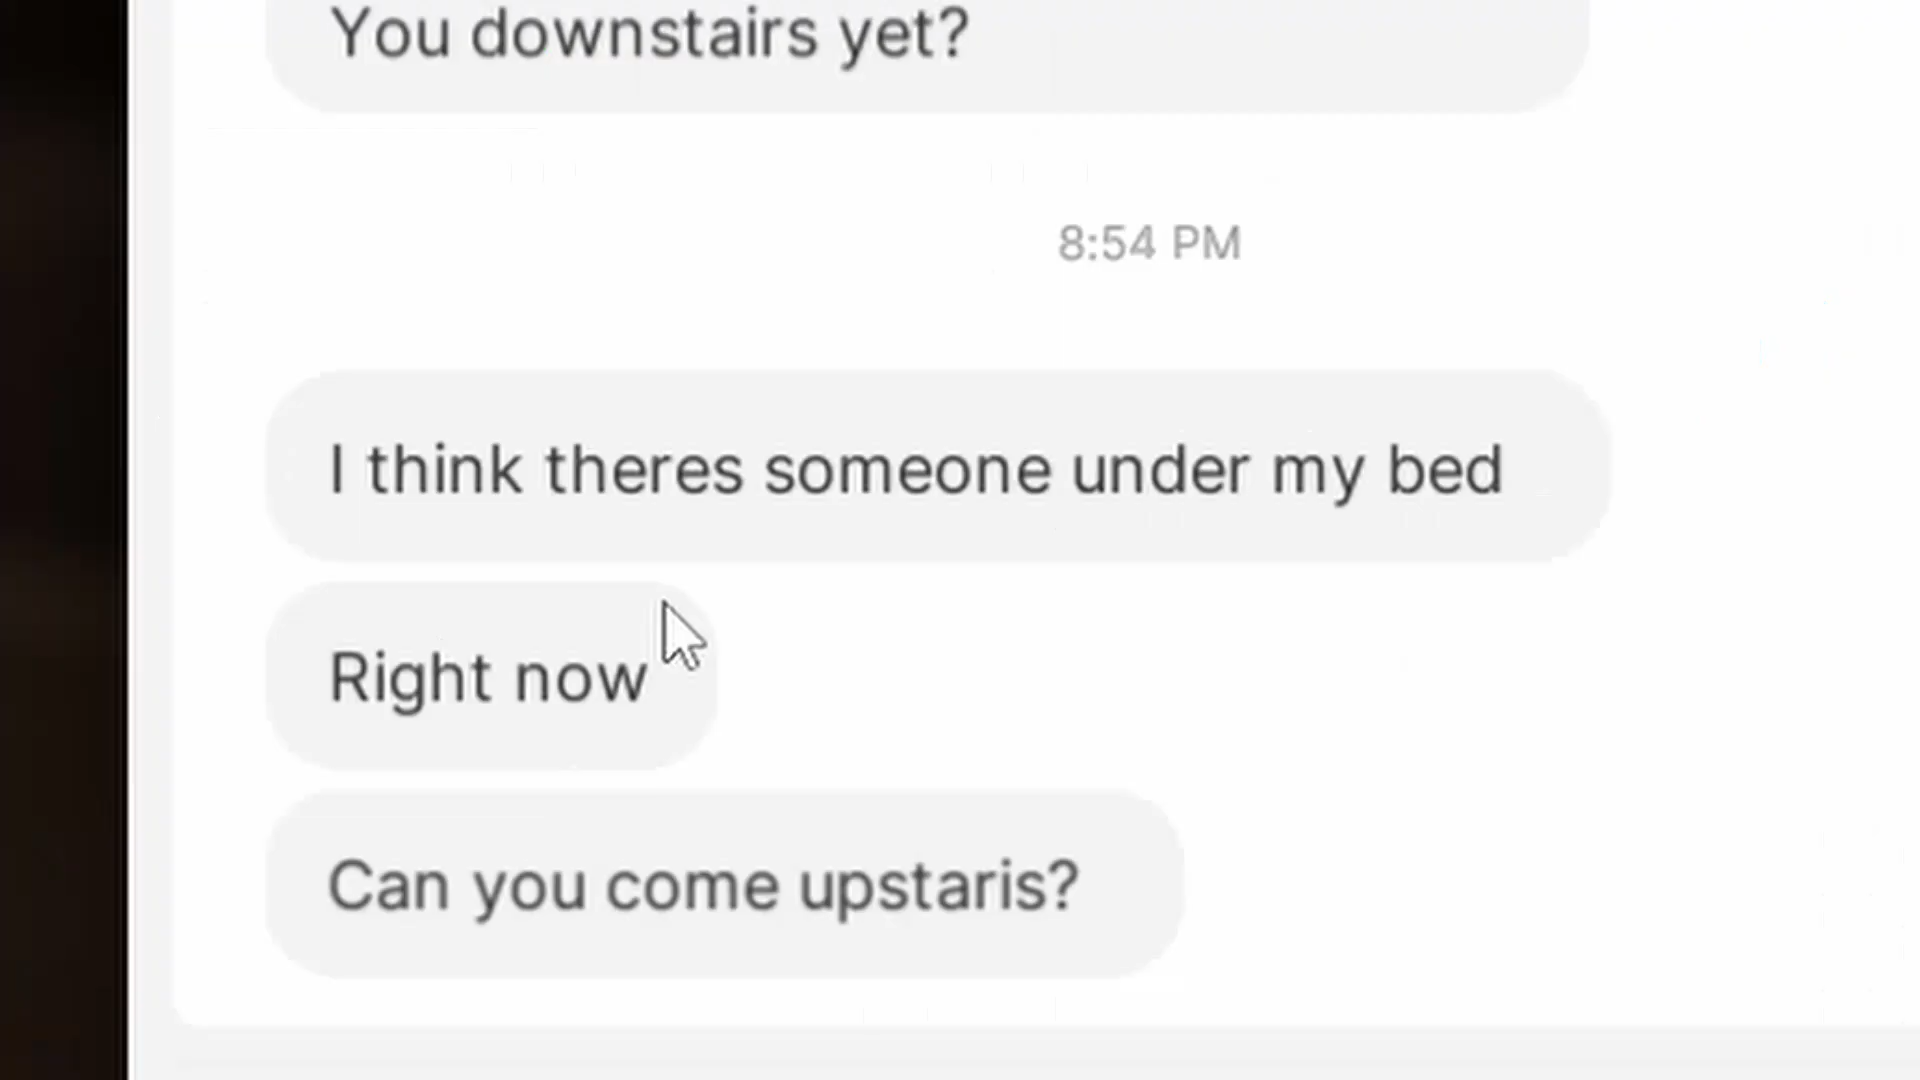 You downstairs yet?
8:54 PM
I think theres someone under my bed
Right now
Can you come upstaris?